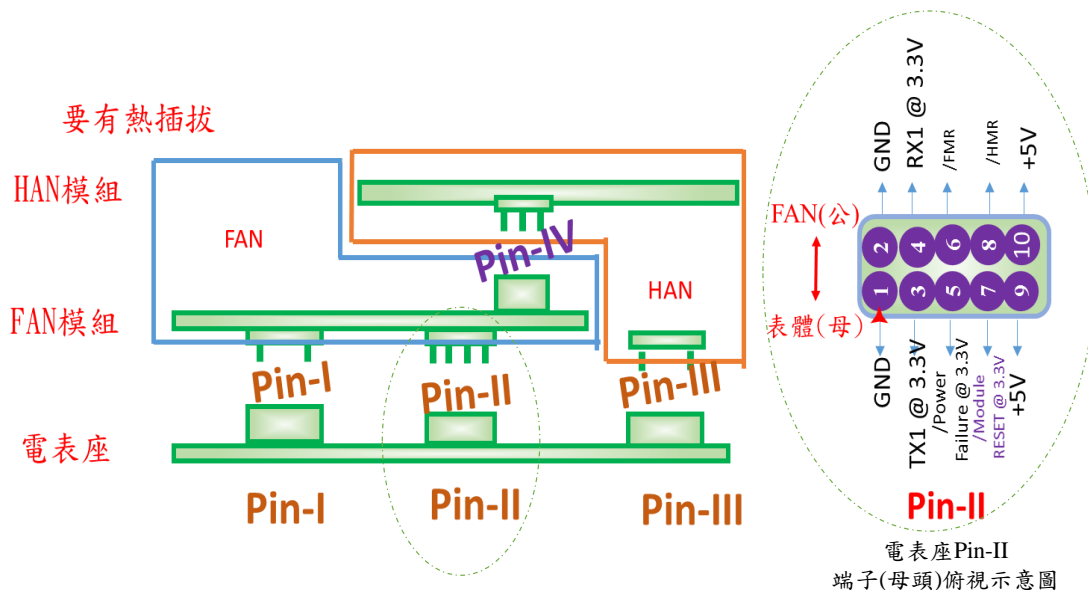 要有熱插拔
HAN模組
FAN
Pin-IV
HAN
FAN模組
Pin-I
Pin-II
Pin-III
電表座
Pin-I
Pin-II
Pin-III
GND
RX1 @ 3.3V
/FMR
/HMR
+5V
FAN(公)
表體(母)
2
4
6
8
10
1
3
5
7
9
GND
TX1 @ 3.3V
/Power
Failure @ 3.3V
/Module
RESET @ 3.3V
+5V
Pin-II
電表座Pin-II
端子(母頭)俯視示意圖